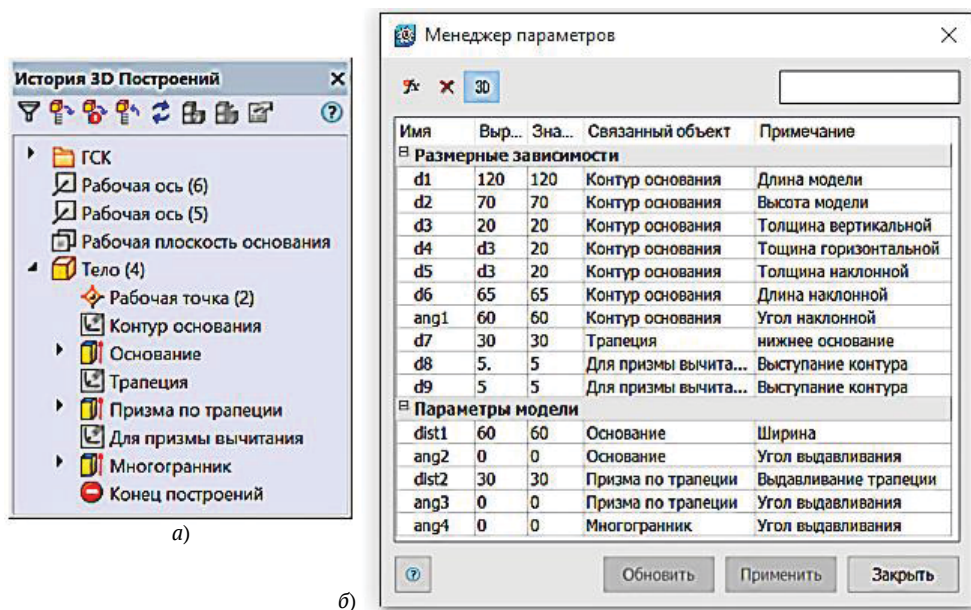 История 3D Построений
ГСК
Рабочая ось (6)
Рабочая ось (5)
Рабочая плоскость основания
Тело (4)
Рабочая точка (2)
Контур основания
Основание
Трапеция
Призма по трапеции
Для призмы вычитания
Многогранник
Конец построений
а)
Менеджер параметров
fx 3D
Имя Выр... Зна... Связанный объект Примечание
Размерные зависимости
d1 120 120 Контур основания Длина модели
d2 70 70 Контур основания Высота модели
d3 20 20 Контур основания Толщина вертикальной
d4 d3 20 Контур основания Тощина горизонтальной
d5 d3 20 Контур основания Толщина наклонной
d6 65 65 Контур основания Длина наклонной
ang1 60 60 Контур основания Угол наклонной
d7 30 30 Трапеция нижнее основание
d8 5. 5 Для призмы вычита... Выступание контура
d9 5 5 Для призмы вычита... Выступание контура
Параметры модели
dist1 60 60 Основание Ширина
ang2 0 0 Основание Угол выдавливания
dist2 30 30 Призма по трапеции Выдавливание трапеции
ang3 0 0 Призма по трапеции Угол выдавливания
ang4 0 0 Многогранник Угол выдавливания
Обновить Применить Закрыть
б)